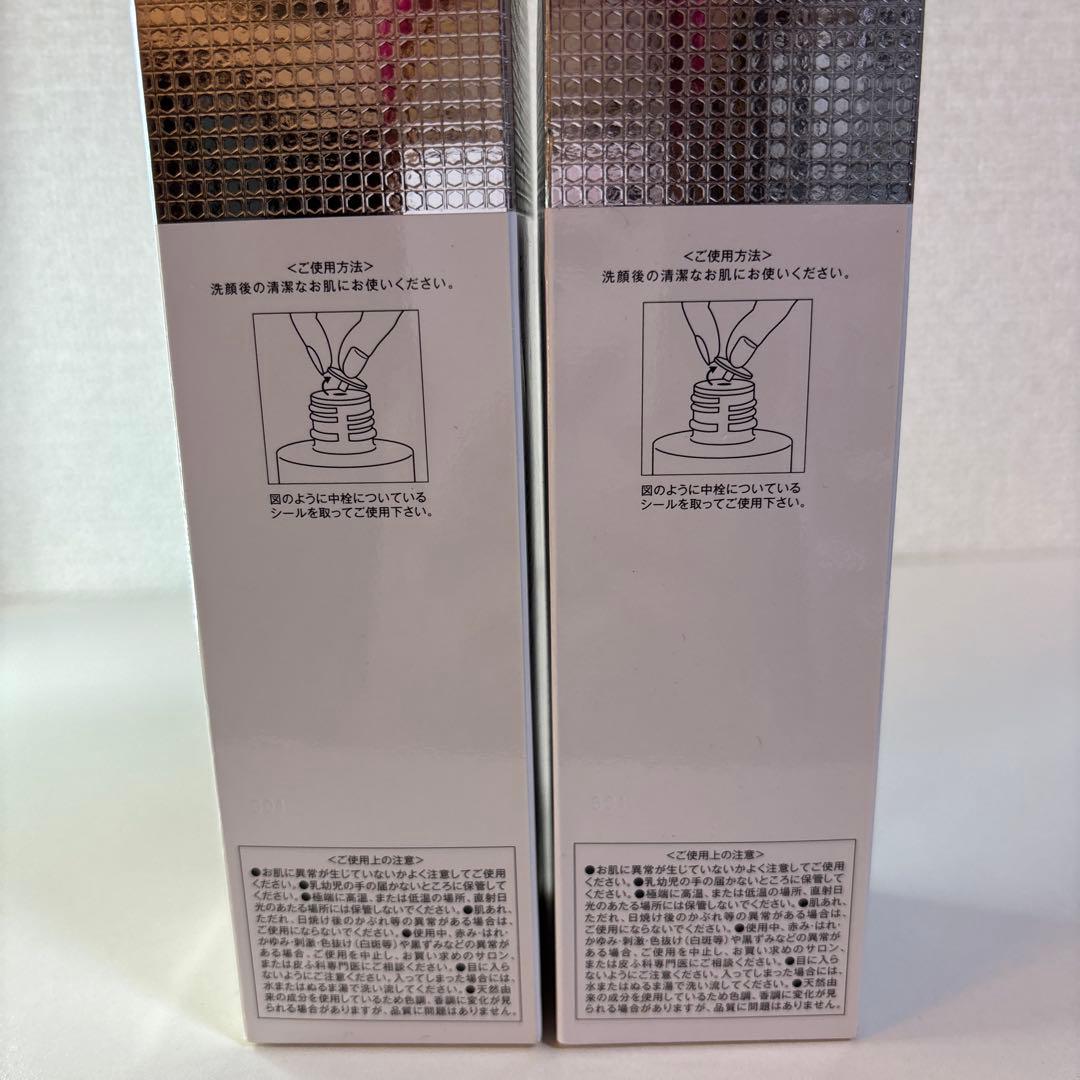 ＜ご使用方法＞
洗顔後の清潔なお肌にお使いください。
図のように中栓についている
シールを取ってご使用下さい。
＜ご使用上の注意＞
●お肌に異常が生じていないかよく注意してご使用
ください。●乳幼児の手の届かないところに保管して
ください。●極端に高温、または低温の場所、直射日
光のあたる場所には保管しないでください。●肌あれ、
ただれ、日焼け後のかぶれ等の異常がある場合は、
ご使用にならないでください。●使用中、赤み・はれ・
かゆみ・刺激・色抜け（白斑等）や黒ずみなどの異常が
ある場合、ご使用を中止し、お買い求めのサロン、
または皮ふ科専門医にご相談ください。●目に入ら
ないようにご注意ください。入ってしまった場合には、
水またはぬるま湯で洗い流してください。●天然由
来の成分を使用しているため色調、香調に変化が見
られる場合がありますが、品質に問題はありません。
＜ご使用方法＞
洗顔後の清潔なお肌にお使いください。
図のように中栓についている
シールを取ってご使用下さい。
＜ご使用上の注意＞
●お肌に異常が生じていないかよく注意してご使用
ください。●乳幼児の手の届かないところに保管して
ください。●極端に高温、または低温の場所、直射日
光のあたる場所には保管しないでください。●肌あれ、
ただれ、日焼け後のかぶれ等の異常がある場合は、
ご使用にならないでください。●使用中、赤み・はれ・
かゆみ・刺激・色抜け（白斑等）や黒ずみなどの異常が
ある場合、ご使用を中止し、お買い求めのサロン、
または皮ふ科専門医にご相談ください。●目に入ら
ないようにご注意ください。入ってしまった場合には、
水またはぬるま湯で洗い流してください。●天然由
来の成分を使用しているため色調、香調に変化が見
られる場合がありますが、品質に問題はありません。